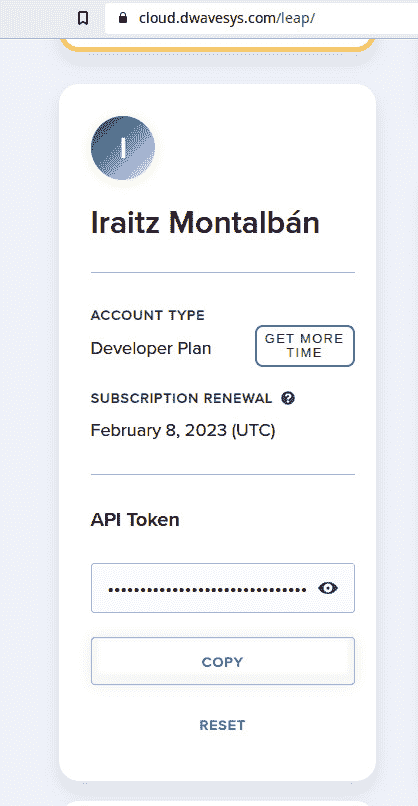 cloud.dwavesys.com/leap/
I
Iraitz Montalbán
ACCOUNT TYPE
Developer Plan
GET MORE
TIME
SUBSCRIPTION RENEWAL ?
February 8, 2023 (UTC)
API Token
••••••••••••••••••••••••••••••••
COPY
RESET